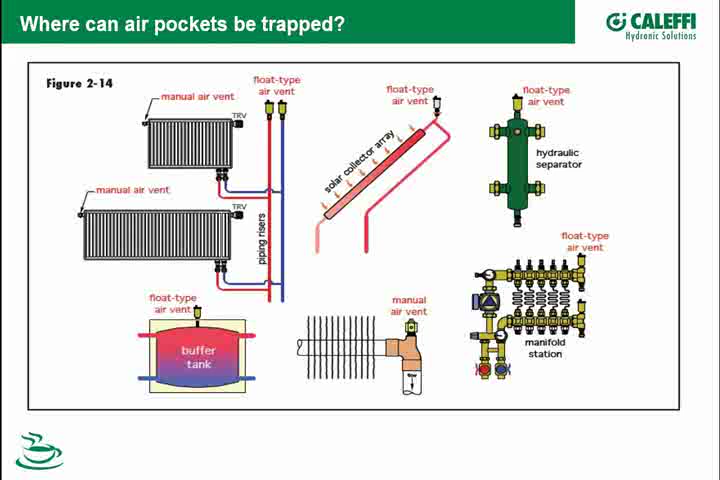 Where can air pockets be trapped?
CALEFFI
Hydronic Solutions
Figure 2-14
manual air vent
TRV
float-type
air vent
manual air vent
TRV
piping risers
float-type
air vent
solar collector array
float-type
air vent
hydraulic
separator
float-type
air vent
buffer
tank
manual
air vent
flow
float-type
air vent
manifold
station